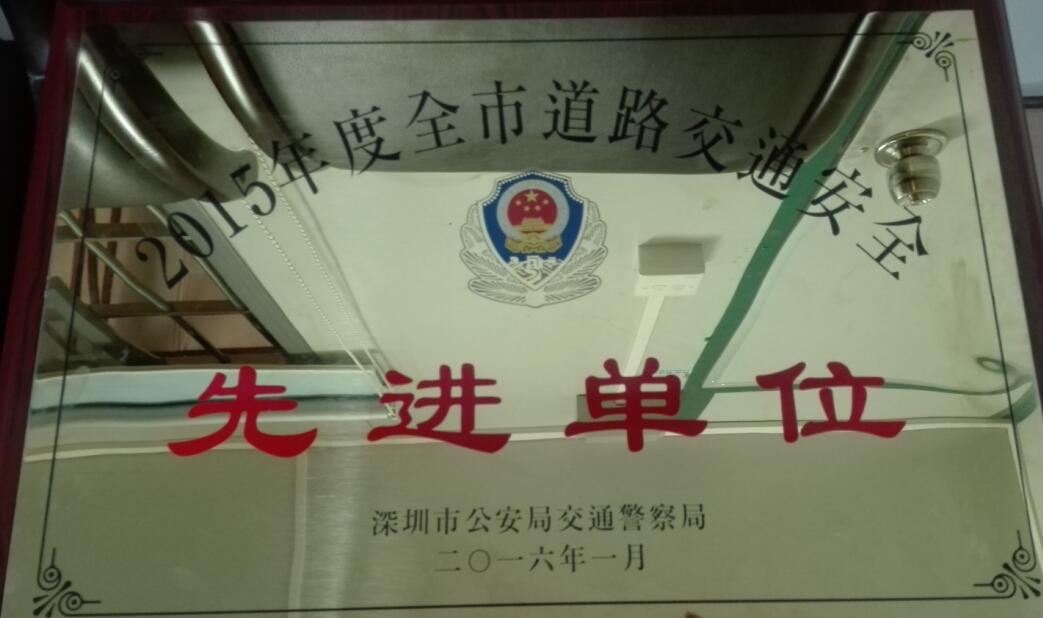 2015年度全市道路交通安全
先进单位
深圳市公安局交通警察局
二〇一六年一月